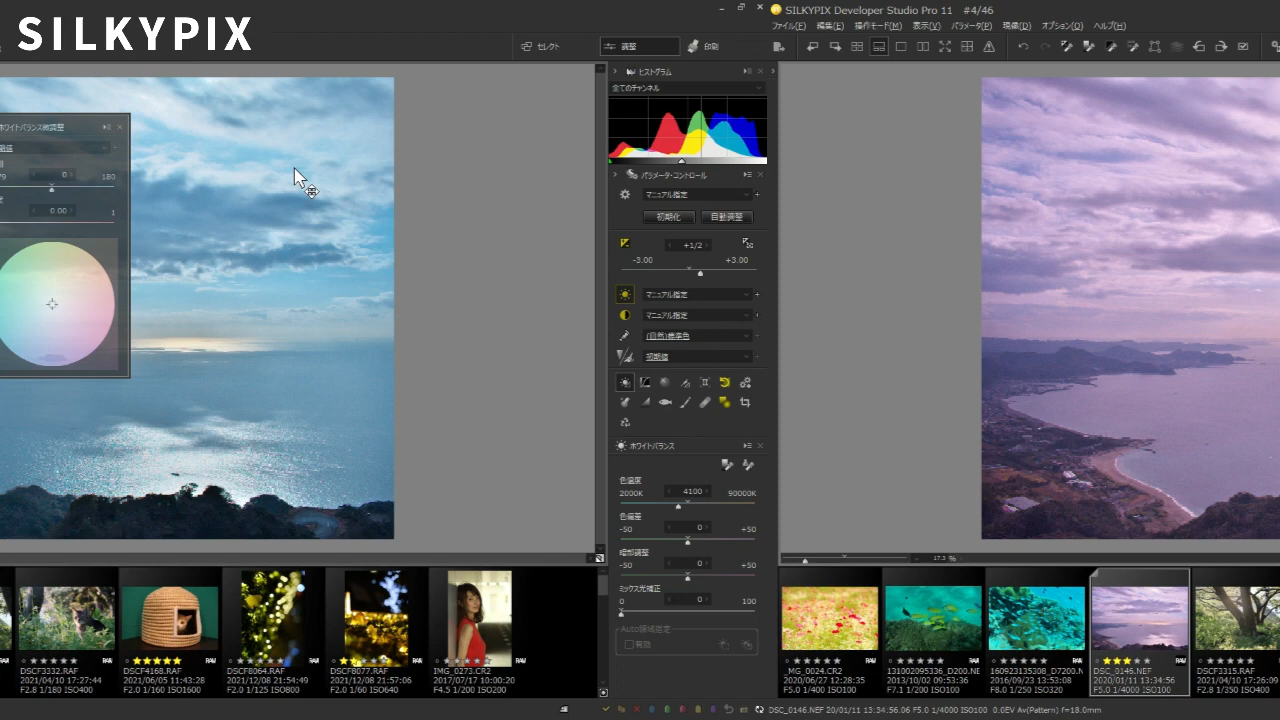 SILKYPIX
SILKYPIX Developer Studio Pro 11 #4/46
ファイル(F) 編集(E) 操作モード(M) 表示(V) パラメータ(P) 現像(D) オプション(O) ヘルプ(H)
セレクト 調整 印刷
ヒストグラム
全てのチャンネル
ホワイトバランス微調整
0 180
0.00 1
パラメータ・コントロール
マニュアル指定
初期化 自動調整
+1/2
-3.00 +3.00
マニュアル指定
マニュアル指定
(自然)標準色
初期値
ホワイトバランス
色温度
2000K 4100 90000K
色偏差
-50 0 +50
暗部調整
-50 0 +50
ミックス光補正
0 0 100
Auto領域指定
有効
17.3 %
DSCF3332.RAF
2021/04/10 17:27:44
F2.8 1/180 ISO400
DSCF4168.RAF
2021/06/05 11:43:28
F2.0 1/160 ISO1600
DSCF8064.RAF
2021/12/08 21:54:49
F2.0 1/125 ISO800
DSCF8077.RAF
2021/12/08 21:57:06
F2.0 1/60 ISO640
IMG_0273.CR2
2017/07/17 10:00:20
F4.5 1/200 ISO200
_MG_0024.CR2
2020/06/27 12:28:35
F5.0 1/400 ISO100
131002095336_D200.NE
2013/10/02 09:53:36
F7.1 1/200 ISO100
160923135308_D7200.N
2016/09/23 13:53:08
F8.0 1/250 ISO320
DSC_0146.NEF
2020/01/11 13:34:56
F5.0 1/4000 ISO100
DSCF3315.RAF
2021/04/10 17:26:09
F2.8 1/350 ISO400
DSC_0146.NEF 20/01/11 13:34:56.06 F5.0 1/4000 ISO100 0.0EV Av(Pattern) f=18.0mm